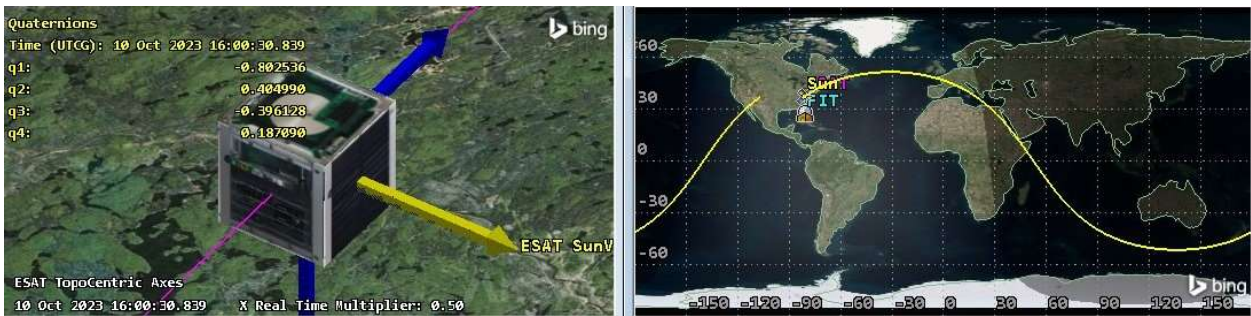 Quaternions
Time (UTCG): 10 Oct 2023 16:00:30.839
q1: -0.802536
q2: 0.404990
q3: -0.396128
q4: 0.187090
bing
ESAT SunV
ESAT TopoCentric Axes
10 Oct 2023 16:00:30.839 X Real Time Multiplier: 0.50
60
30
0
-30
-60
Sun
FIT
-150 -120 -90 -60 -30 0 30 60 90 120 150
bing